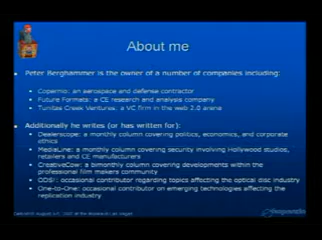 About me
Peter Berghammer is the owner of a number of companies including:
Copernio: an aerospace and defense contractor
Future Formats: a CE research and analysis company
Tunitas Creek Ventures: a VC firm in the web 2.0 arena
Additionally he writes (or has written for):
Dealerscope: a monthly column covering politics, economics, and corporate
ethics
MediaLine: a monthly column covering security involving Hollywood studios,
retailers and CE manufacturers
CreativeCow: a bimonthly column covering developments within the
professional film makers community
ODSI: occasional contributor regarding topics affecting the optical disc industry
One-to-One: occasional contributor on emerging technologies affecting the
replication industry